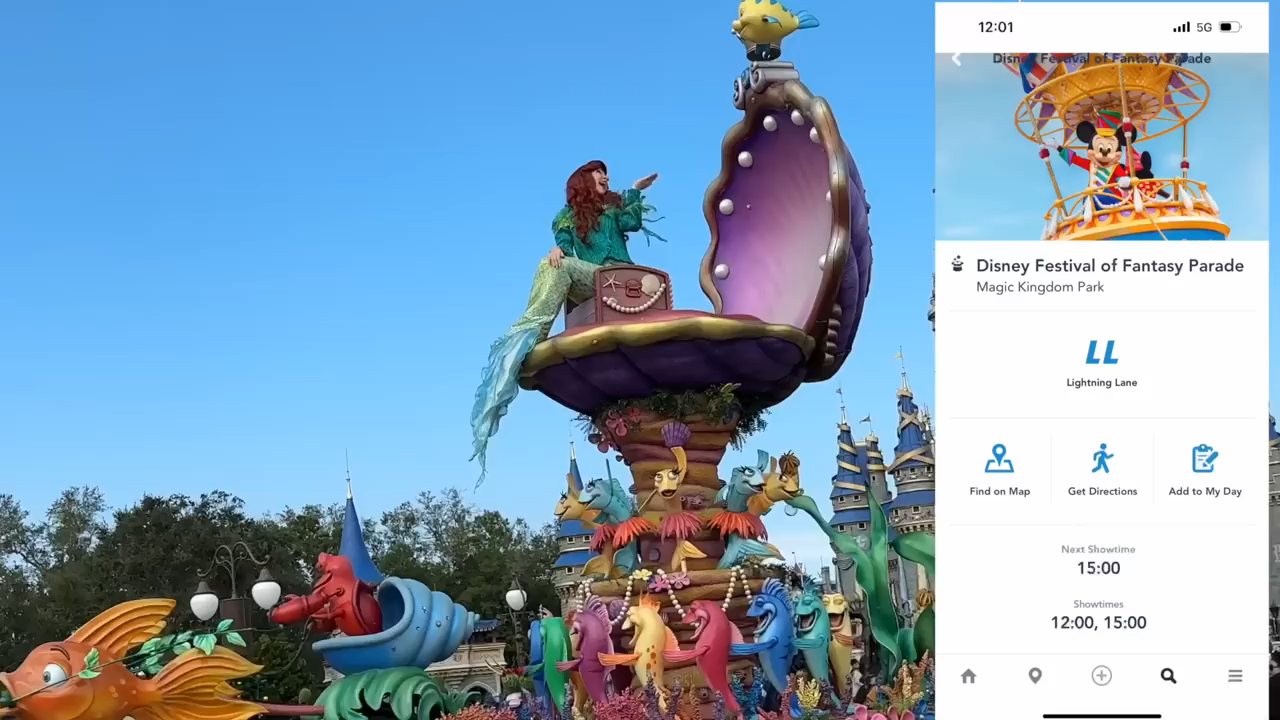 12:01
5G
Disney Festival of Fantasy Parade
Disney Festival of Fantasy Parade
Magic Kingdom Park
LL
Lightning Lane
Find on Map
Get Directions
Add to My Day
Next Showtime
15:00
Showtimes
12:00, 15:00